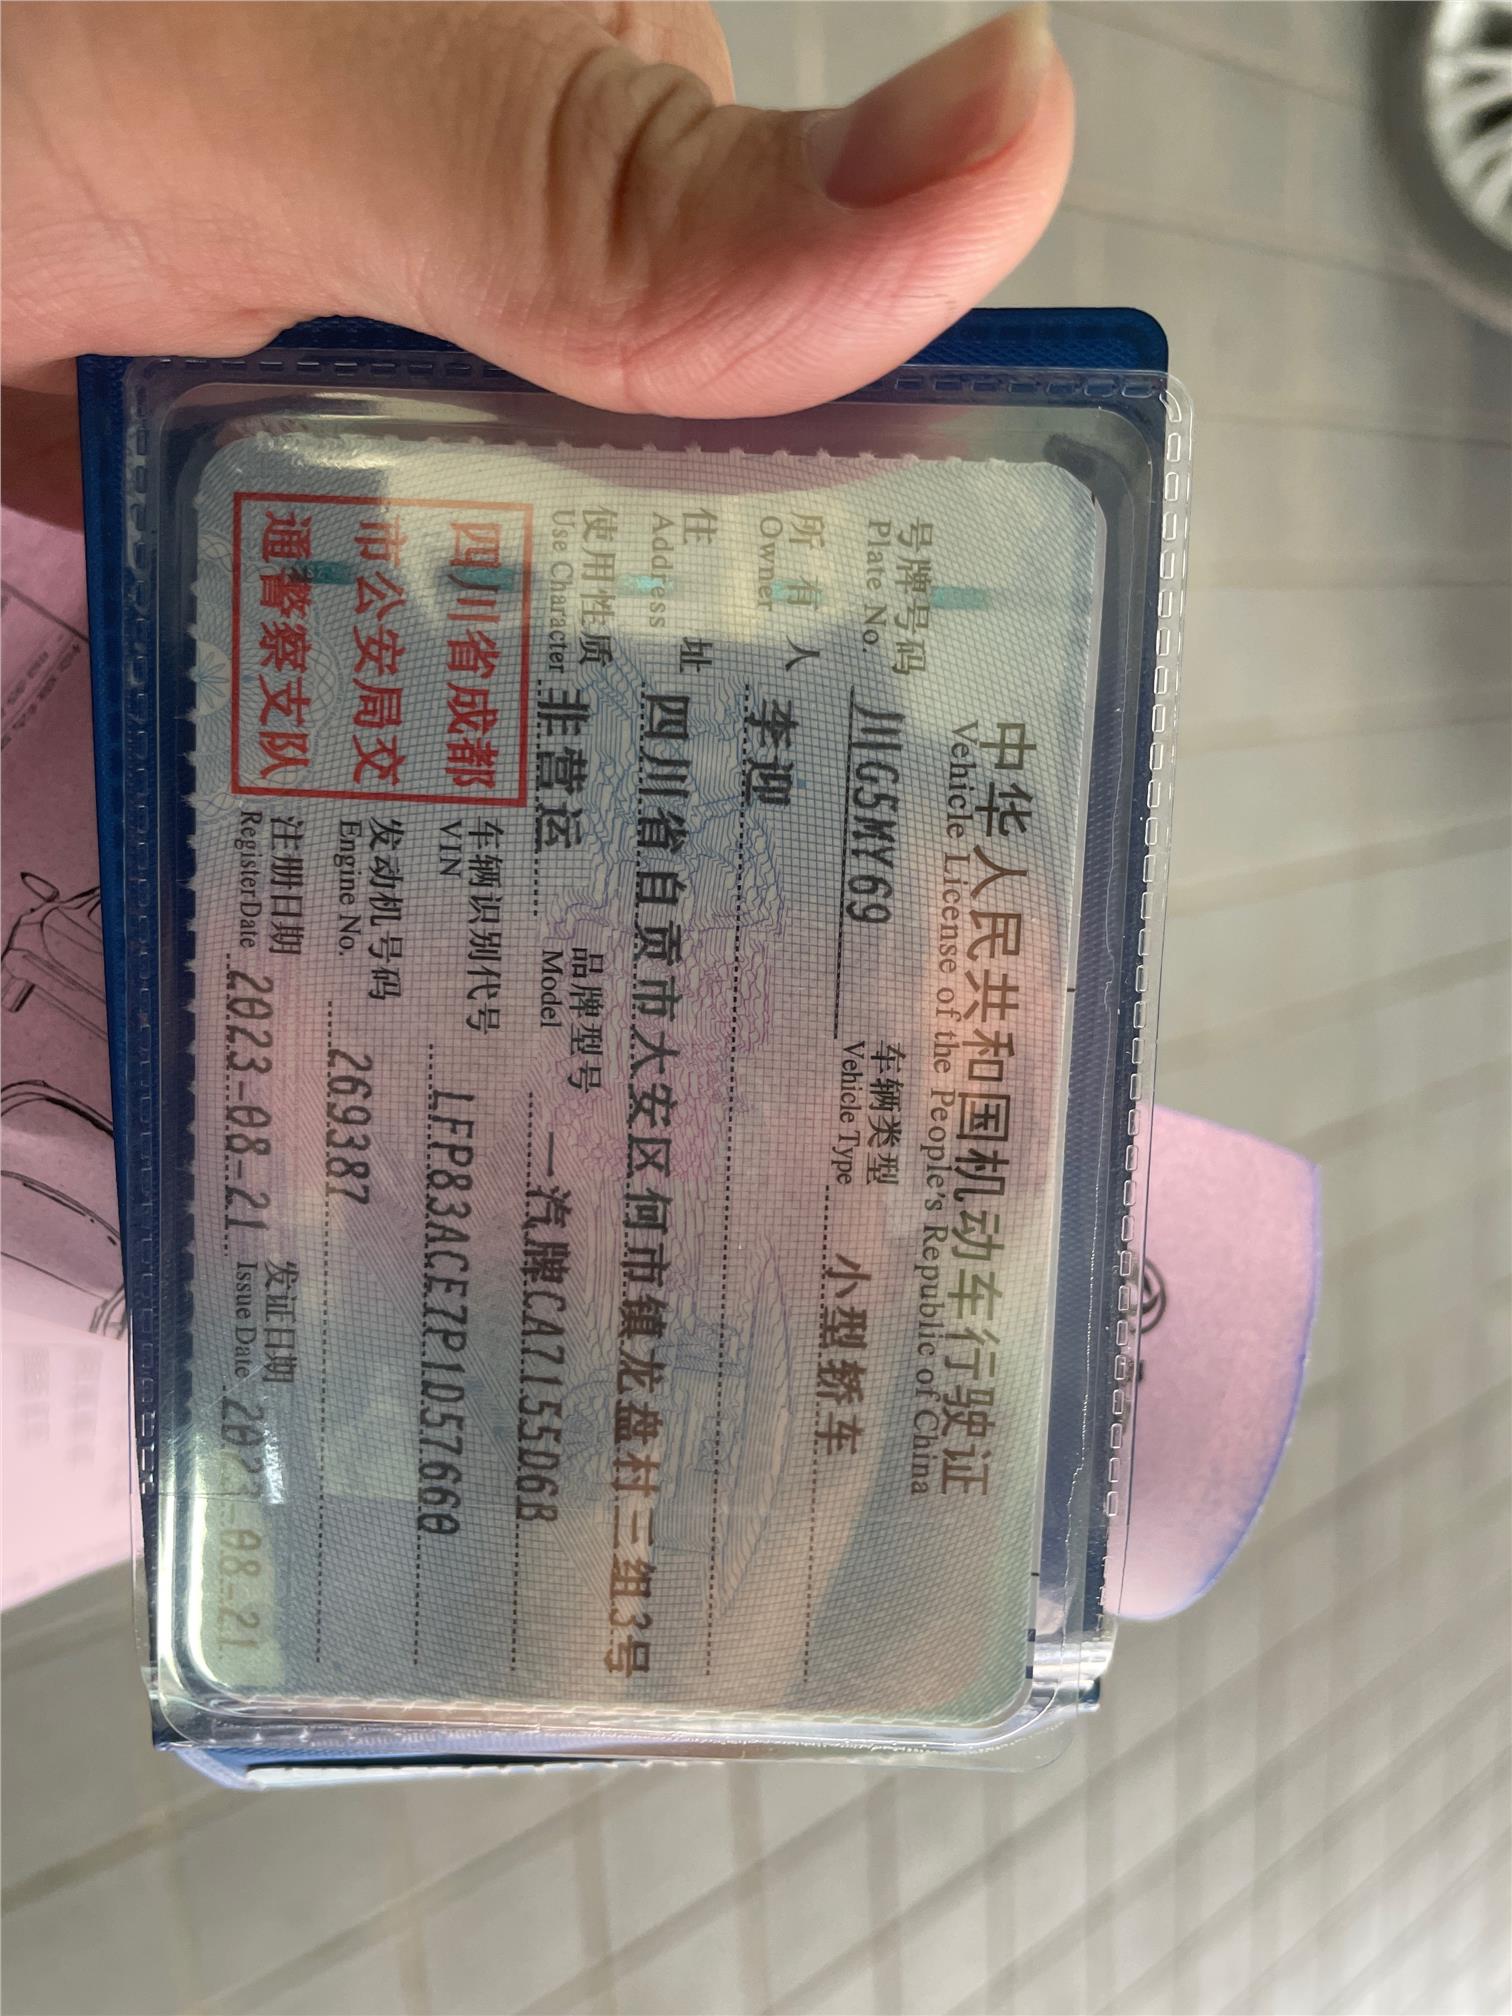 中华人民共和国机动车行驶证
Vehicle License of the People's Republic of China
号牌号码 川G5MY69 车辆类型 小型轿车
Plate No. Vehicle Type
所有人 李迎
Owner
住址 四川省自贡市大安区何市镇龙盘村三组3号
Address
使用性质 非营运 品牌型号 一汽牌CA7155D6B
Use Character Model
四川省成都
市公安局交
通警察支队
车辆识别代号 LFP83ACE7P1D57660
VIN
发动机号码 269387
Engine No.
注册日期 2023-08-21 发证日期 2023-08-21
RegisterDate Issue Date